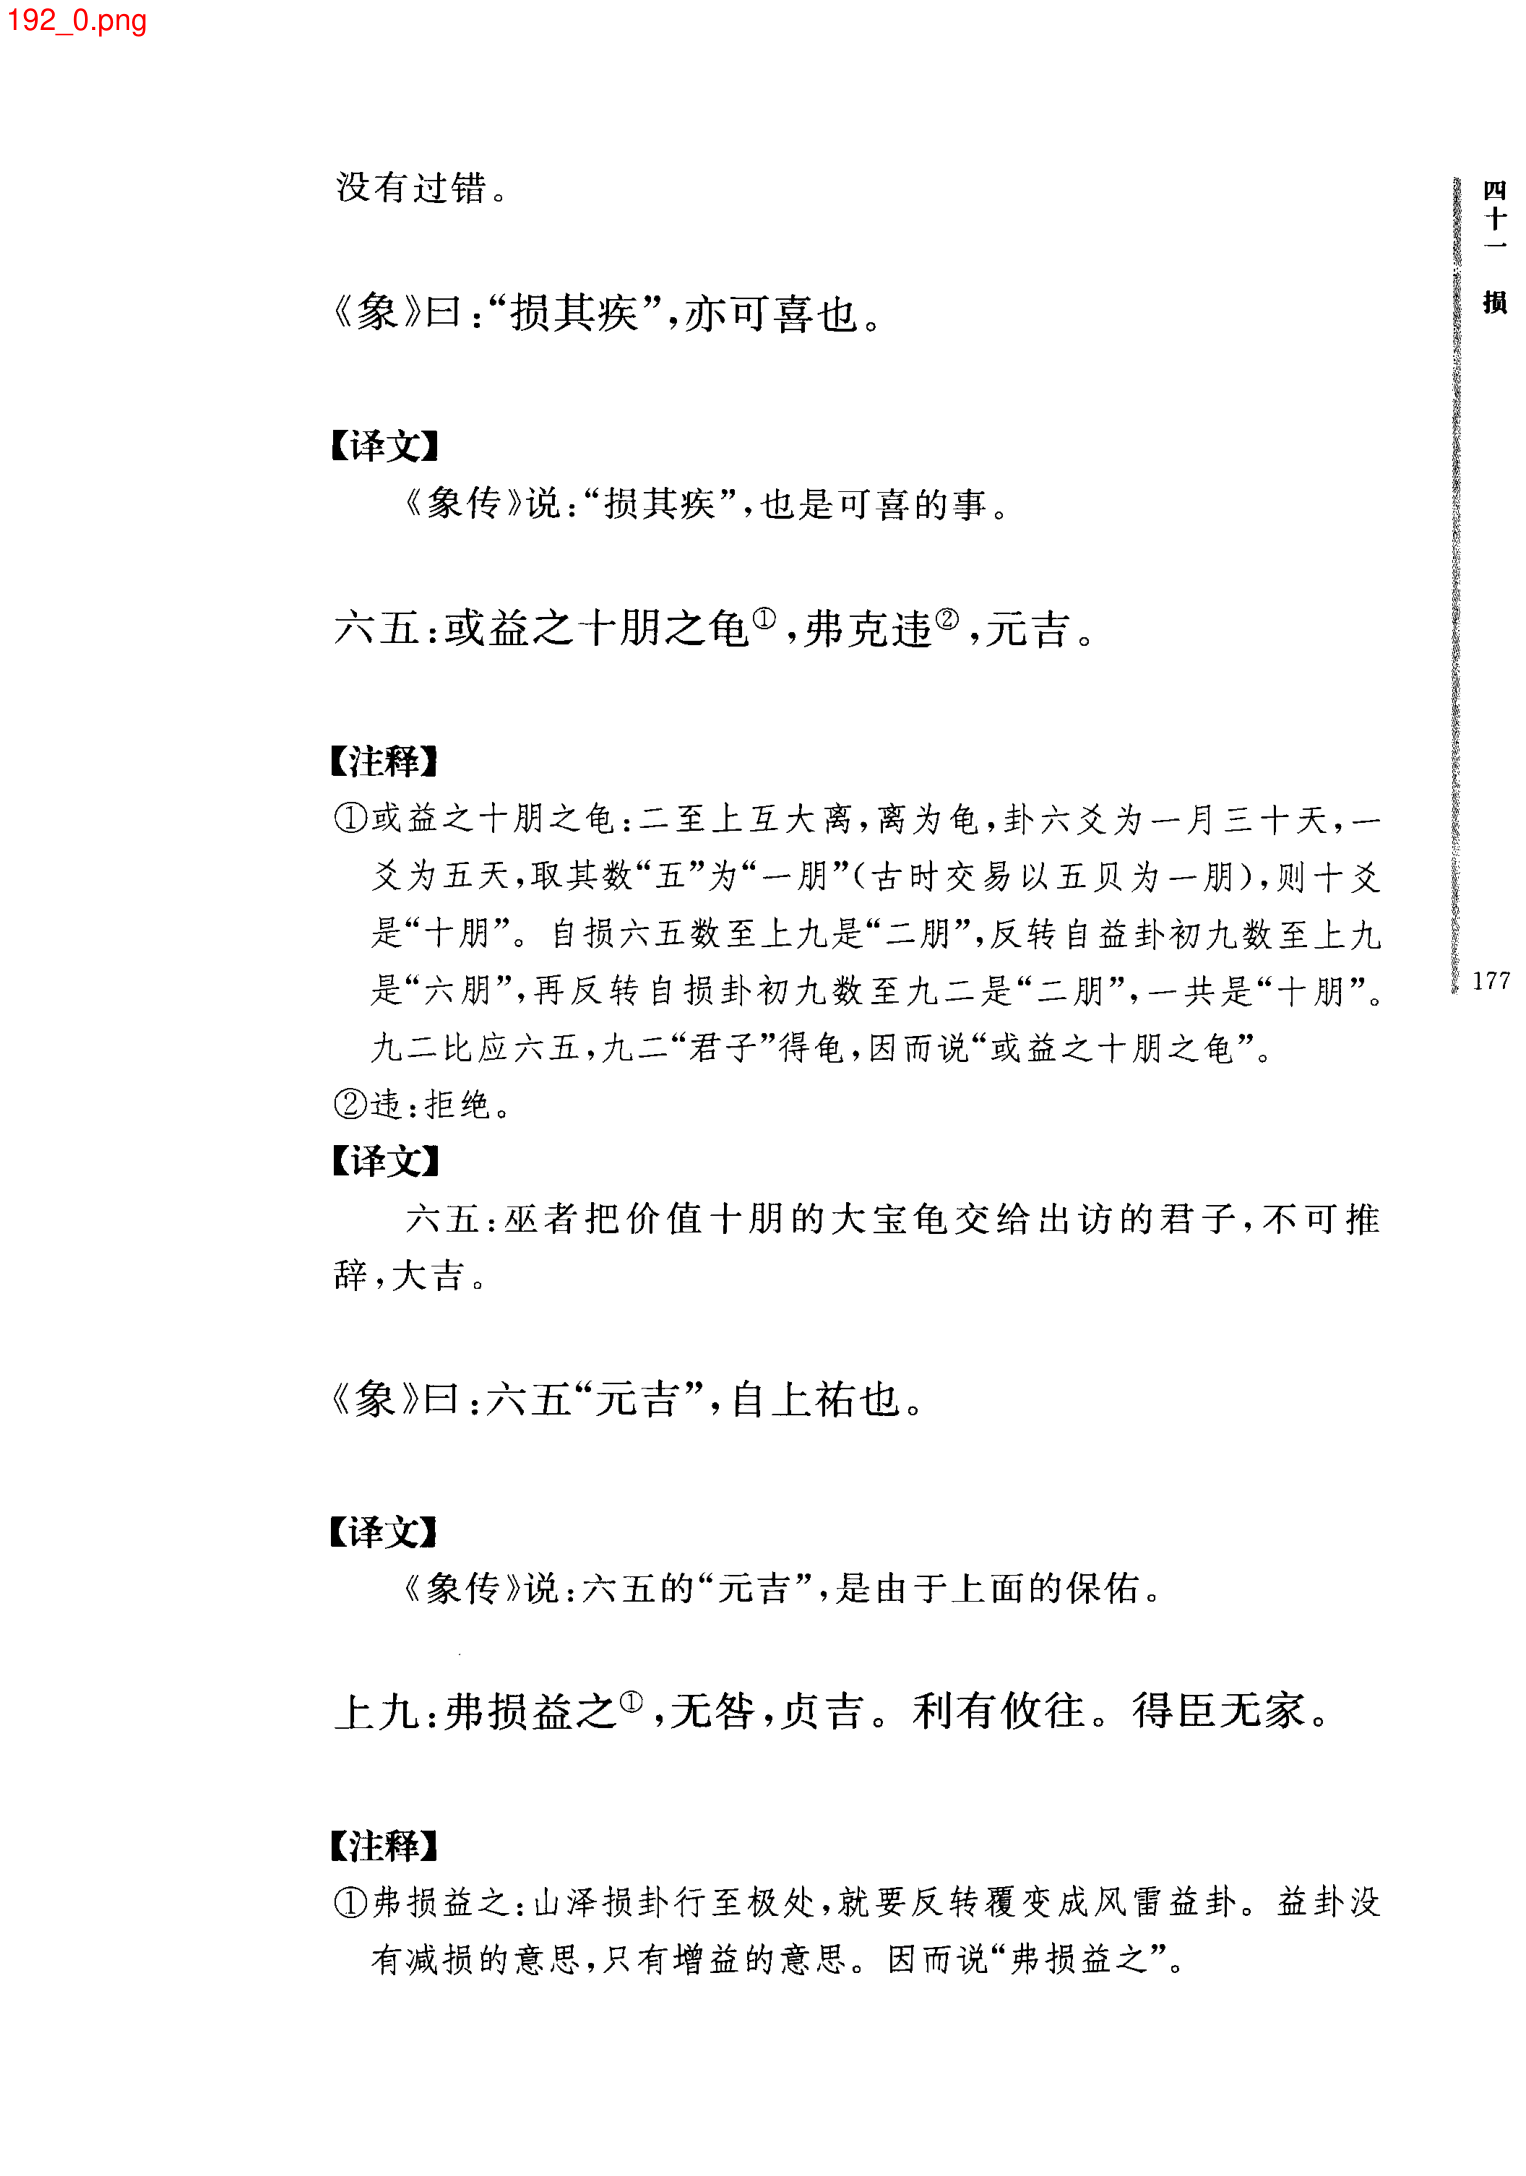 192_0.png
没有过错。
《象》曰：“损其疾”，亦可喜也。
【译文】
《象传》说：“损其疾”，也是可喜的事。
六五：或益之十朋之龟①，弗克违②，元吉。
【注释】
①或益之十朋之龟：二至上互大离，离为龟，卦六爻为一月三十天，一
爻为五天，取其数“五”为“一朋”（古时交易以五贝为一朋），则十爻
是“十朋”。自损六五数至上九是“二朋”，反转自益卦初九数至上九
是“六朋”，再反转自损卦初九数至九二是“二朋”，一共是“十朋”。
九二比应六五，九二“君子”得龟，因而说“或益之十朋之龟”。
②违：拒绝。
【译文】
六五：巫者把价值十朋的大宝龟交给出访的君子，不可推
辞，大吉。
《象》曰：六五“元吉”，自上祐也。
【译文】
《象传》说：六五的“元吉”，是由于上面的保佑。
上九：弗损益之①，无咎，贞吉。利有攸往。得臣无家。
【注释】
①弗损益之：山泽损卦行至极处，就要反转覆变成风雷益卦。益卦没
有减损的意思，只有增益的意思。因而说“弗损益之”。
四十一 损
177